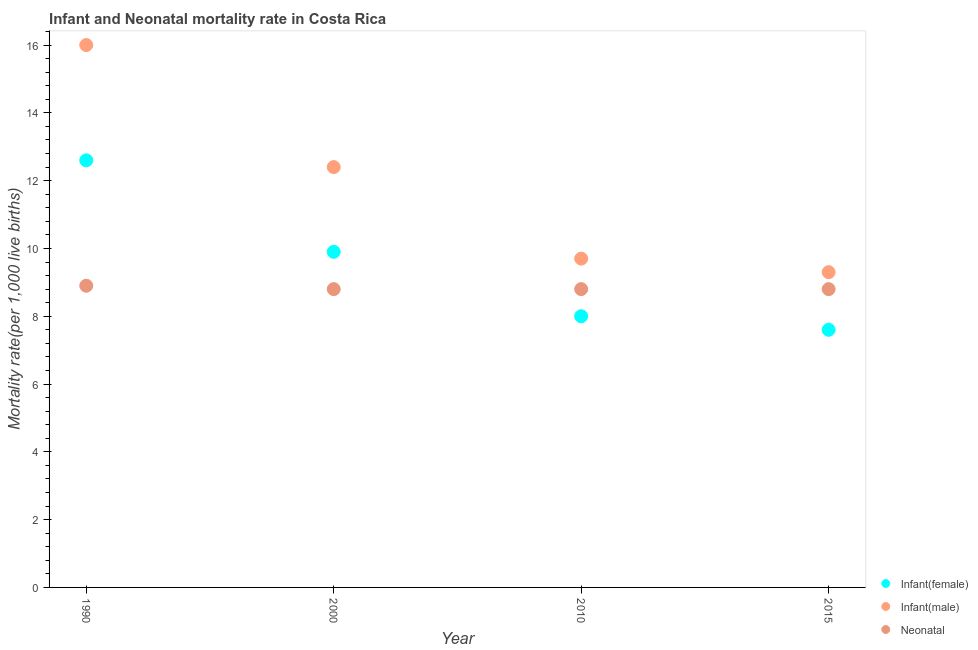 Infant and Neonatal mortality rate in Costa Rica
Mortality rate(per 1,000 live births)
16
14
12
10
8
6
4
2
0
1990
2000
2010
2015
Year
Infant(female)
Infant(male)
Neonatal